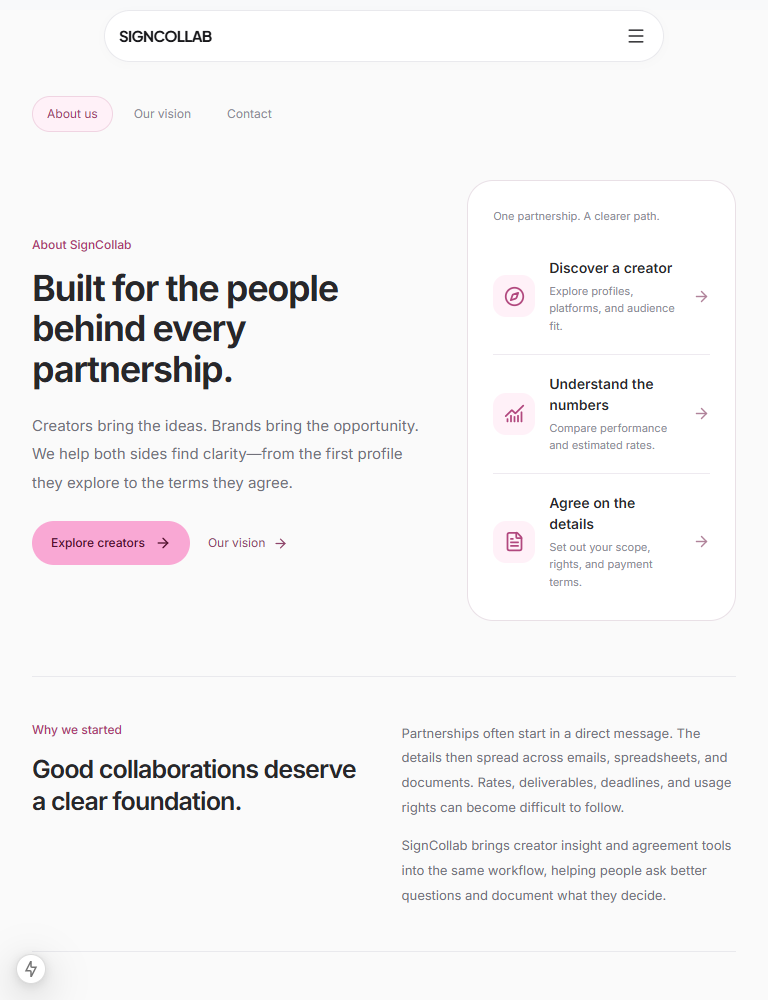 SIGNCOLLAB
About us
Our vision
Contact
About SignCollab
Built for the people
behind every
partnership.
Creators bring the ideas. Brands bring the opportunity.
We help both sides find clarity—from the first profile
they explore to the terms they agree.
Explore creators
Our vision
One partnership. A clearer path.
Discover a creator
Explore profiles,
platforms, and audience
fit.
Understand the
numbers
Compare performance
and estimated rates.
Agree on the
details
Set out your scope,
rights, and payment
terms.
Why we started
Good collaborations deserve
a clear foundation.
Partnerships often start in a direct message. The
details then spread across emails, spreadsheets, and
documents. Rates, deliverables, deadlines, and usage
rights can become difficult to follow.
SignCollab brings creator insight and agreement tools
into the same workflow, helping people ask better
questions and document what they decide.